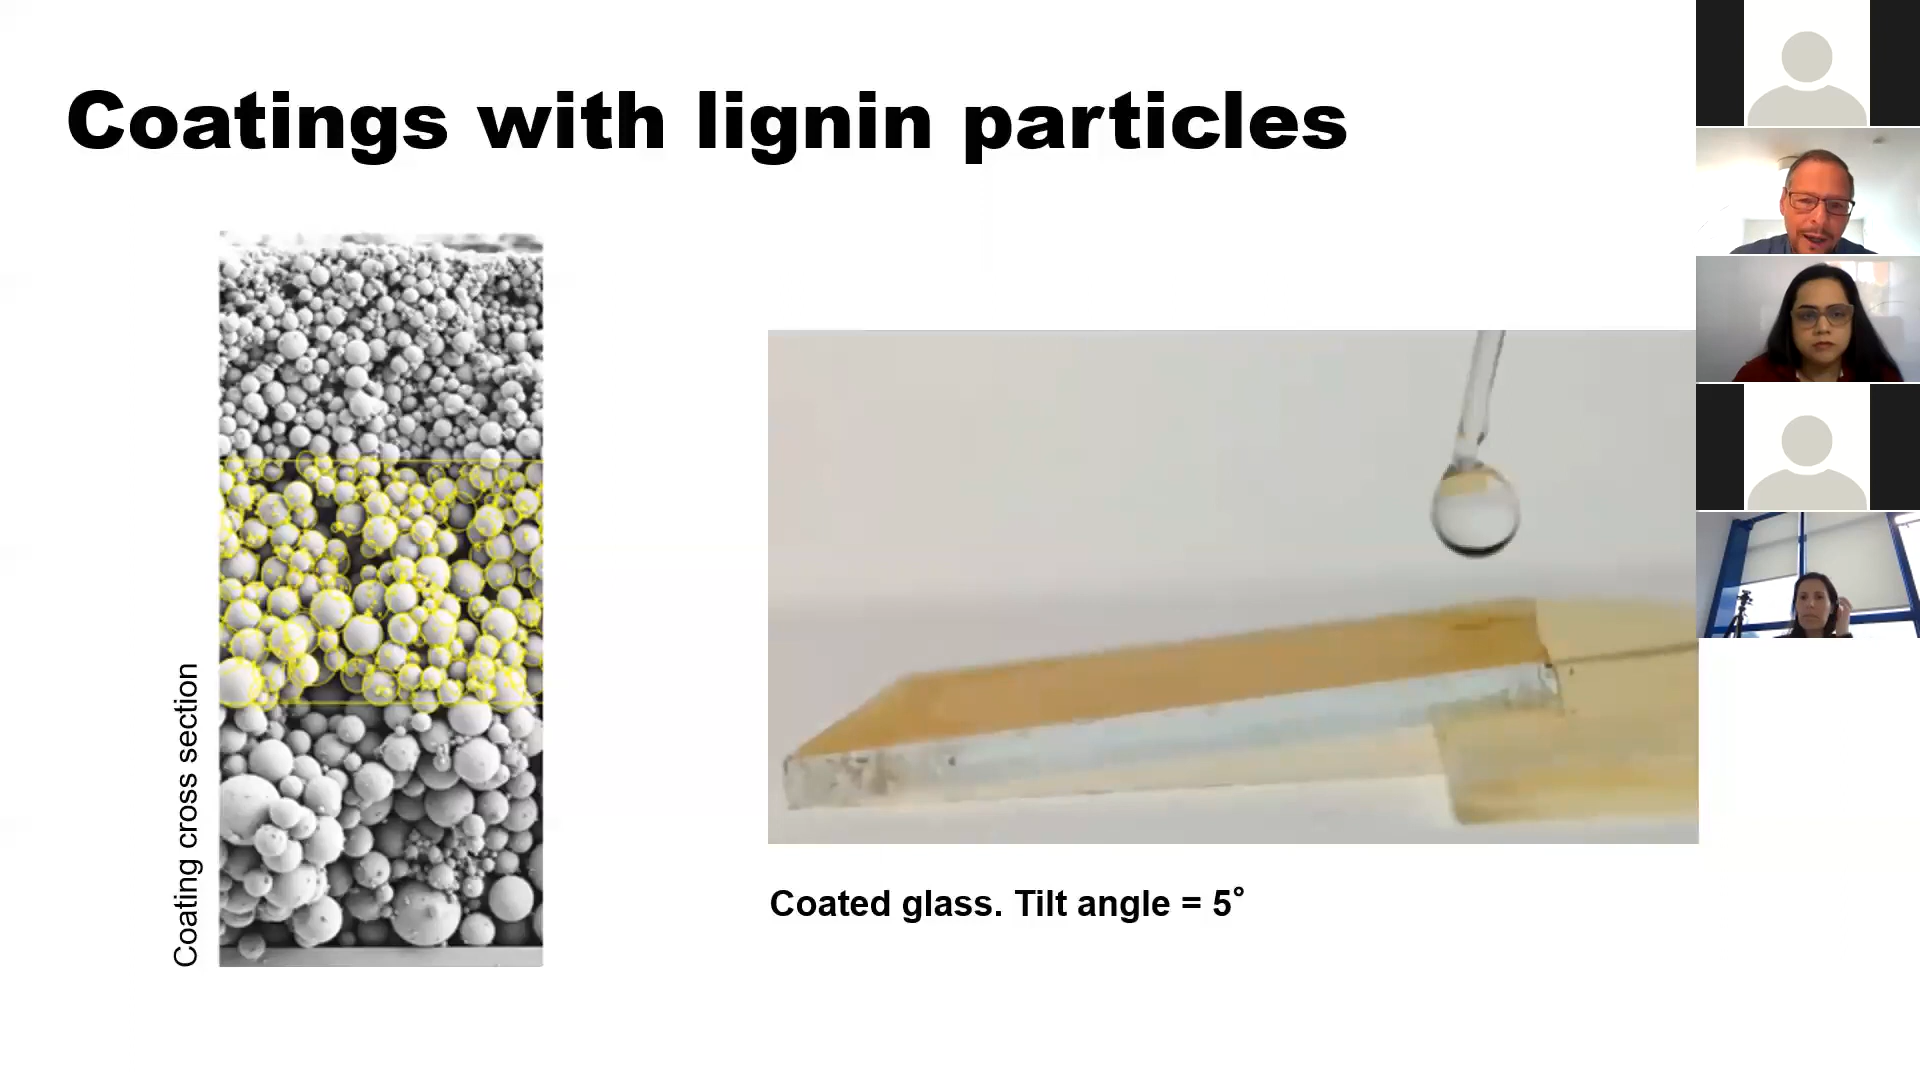 Coatings with lignin particles
Coating cross section
Coated glass. Tilt angle = 5˚